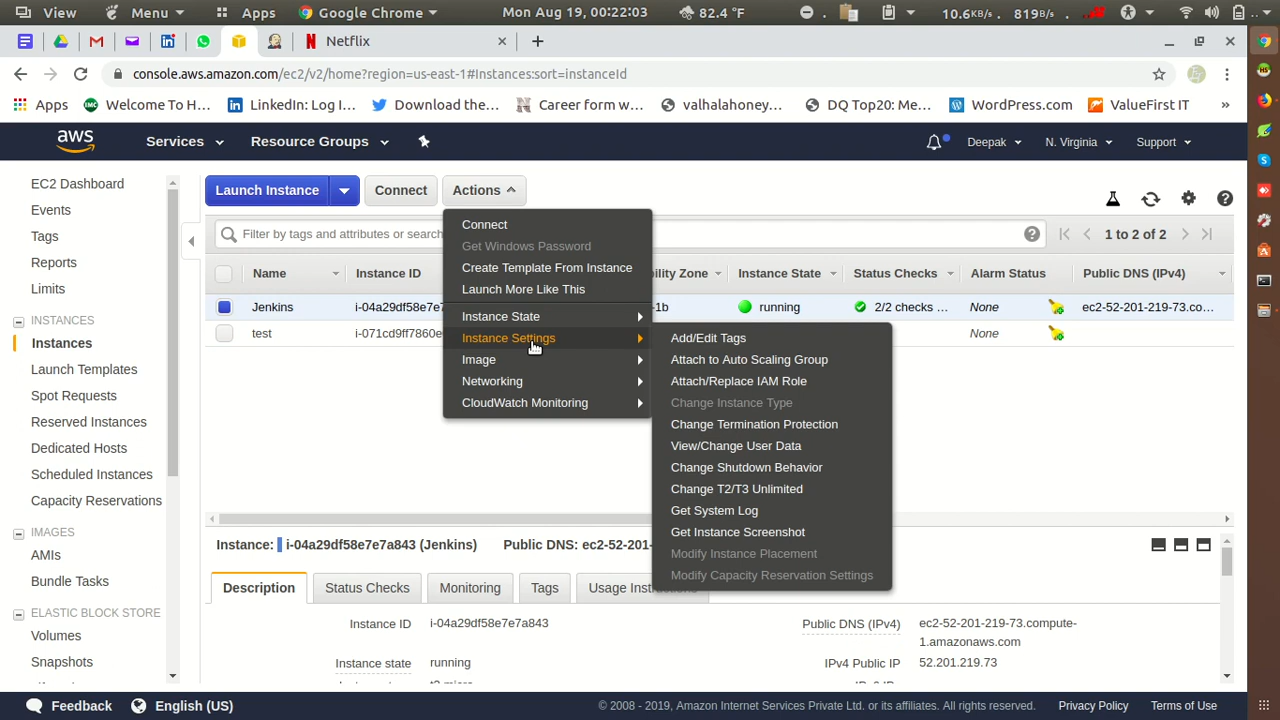 View Menu Apps Google Chrome Mon Aug 19, 00:22:03 82.4 °F 10.6KB/s 819B/s
Netflix
console.aws.amazon.com/ec2/v2/home?region=us-east-1#Instances:sort=instanceId
Apps Welcome To H... LinkedIn: Log I... Download the... Career form w... valhalahoney... DQ Top20: Me... WordPress.com ValueFirst IT »
aws Services Resource Groups Deepak N. Virginia Support
EC2 Dashboard
Events
Tags
Reports
Limits
INSTANCES
Instances
Launch Templates
Spot Requests
Reserved Instances
Dedicated Hosts
Scheduled Instances
Capacity Reservations
IMAGES
AMIs
Bundle Tasks
ELASTIC BLOCK STORE
Volumes
Snapshots
Launch Instance Connect Actions
Filter by tags and attributes or search 1 to 2 of 2
Name Instance ID bility Zone Instance State Status Checks Alarm Status Public DNS (IPv4)
Jenkins i-04a29df58e7e7 -1b running 2/2 checks ... None ec2-52-201-219-73.co...
test i-071cd9ff7860e None
Connect
Get Windows Password
Create Template From Instance
Launch More Like This
Instance State
Instance Settings
Image
Networking
CloudWatch Monitoring
Add/Edit Tags
Attach to Auto Scaling Group
Attach/Replace IAM Role
Change Instance Type
Change Termination Protection
View/Change User Data
Change Shutdown Behavior
Change T2/T3 Unlimited
Get System Log
Get Instance Screenshot
Modify Instance Placement
Modify Capacity Reservation Settings
Instance: i-04a29df58e7e7a843 (Jenkins) Public DNS: ec2-52-201-
Description Status Checks Monitoring Tags Usage Instructions
Instance ID i-04a29df58e7e7a843 Public DNS (IPv4) ec2-52-201-219-73.compute-
1.amazonaws.com
Instance state running IPv4 Public IP 52.201.219.73
Feedback English (US) © 2008 - 2019, Amazon Internet Services Private Ltd. or its affiliates. All rights reserved. Privacy Policy Terms of Use